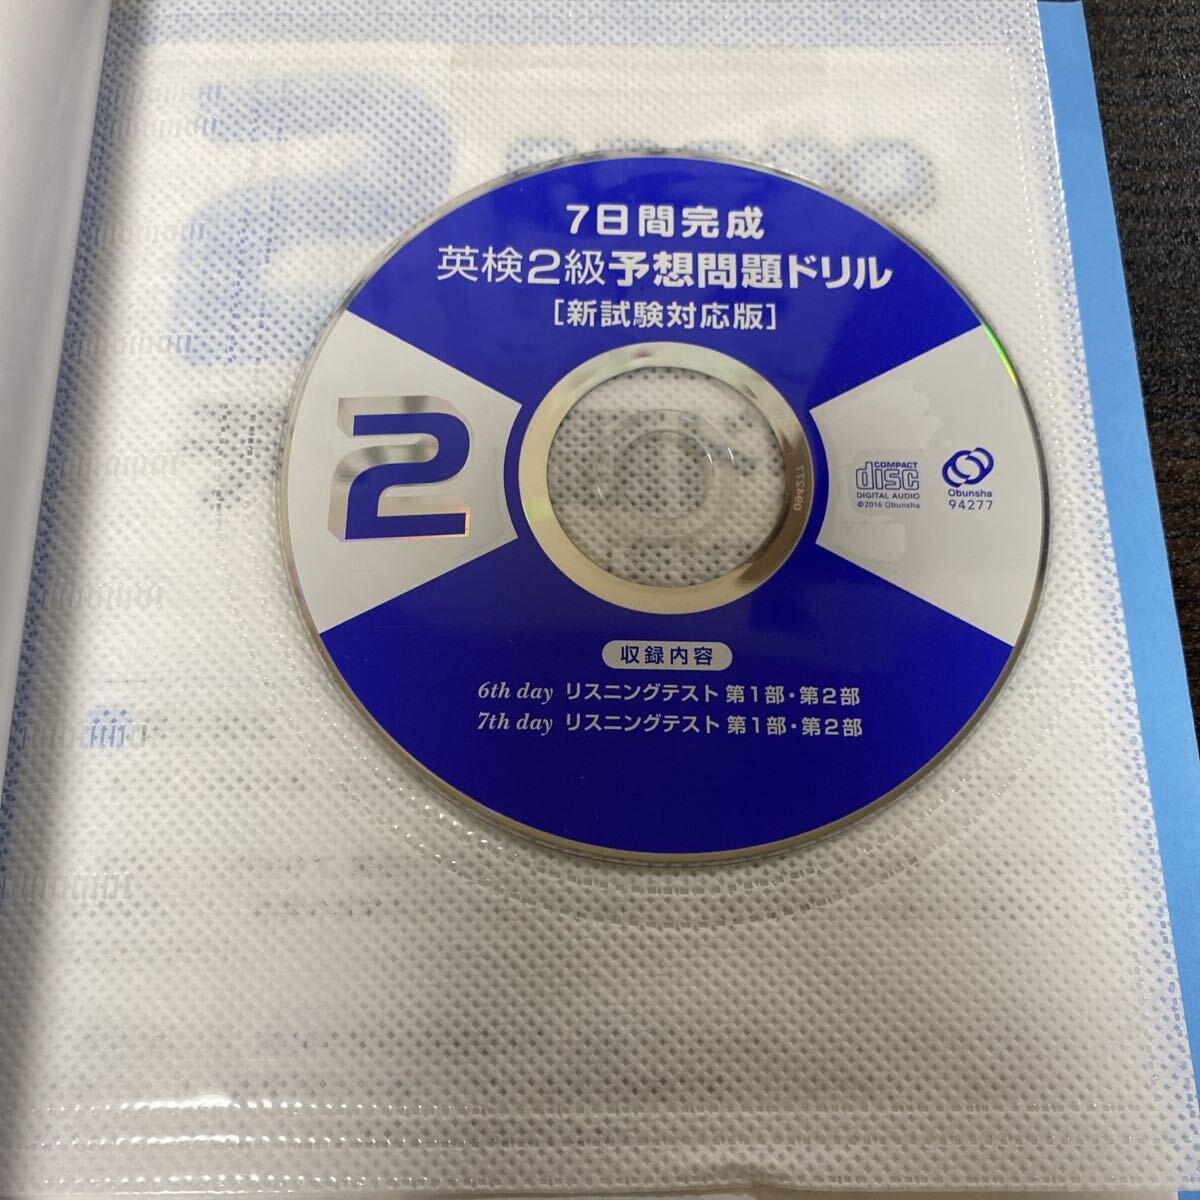 7日間完成
英検2級予想問題ドリル
[新試験対応版]
2
COMPACT
disc
DIGITAL AUDIO
©2016 Obunsha
Obunsha
94277
094277
収録内容
6th day リスニングテスト 第1部・第2部
7th day リスニングテスト 第1部・第2部
2